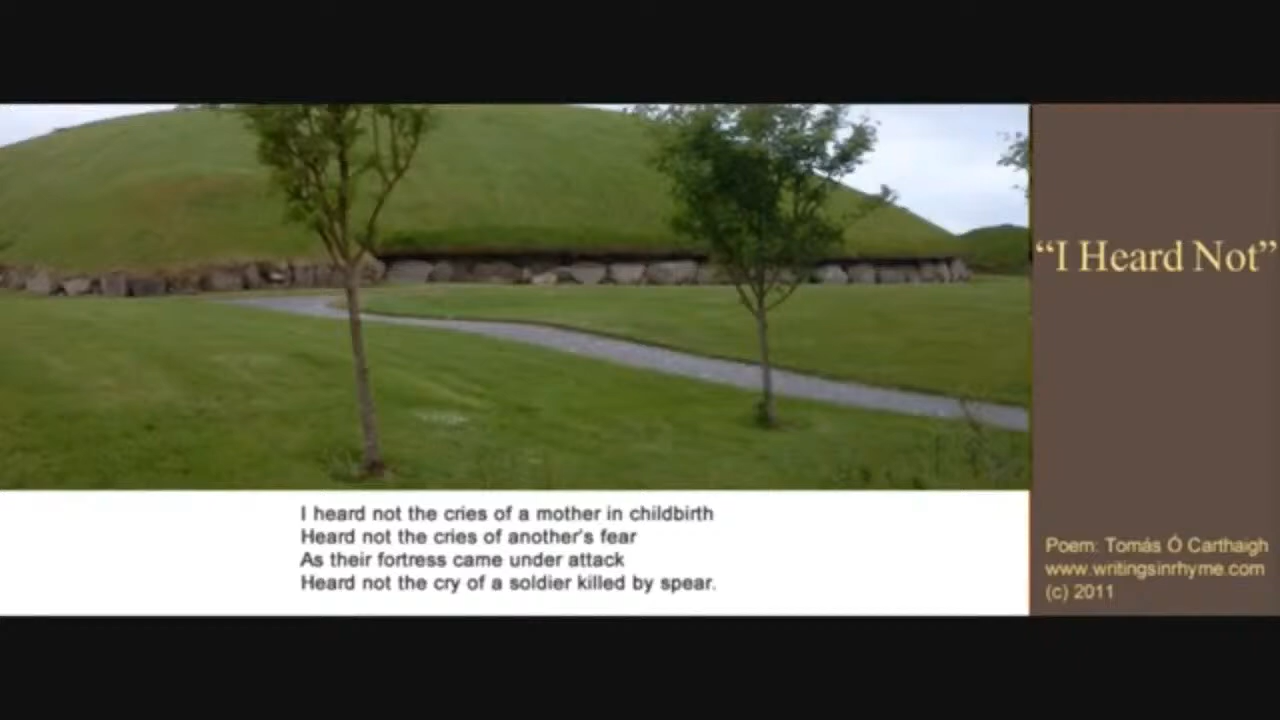 “I Heard Not”
I heard not the cries of a mother in childbirth
Heard not the cries of another's fear
As their fortress came under attack
Heard not the cry of a soldier killed by spear.
Poem: Tomás Ó Carthaigh
www.writingsinrhyme.com
(c) 2011